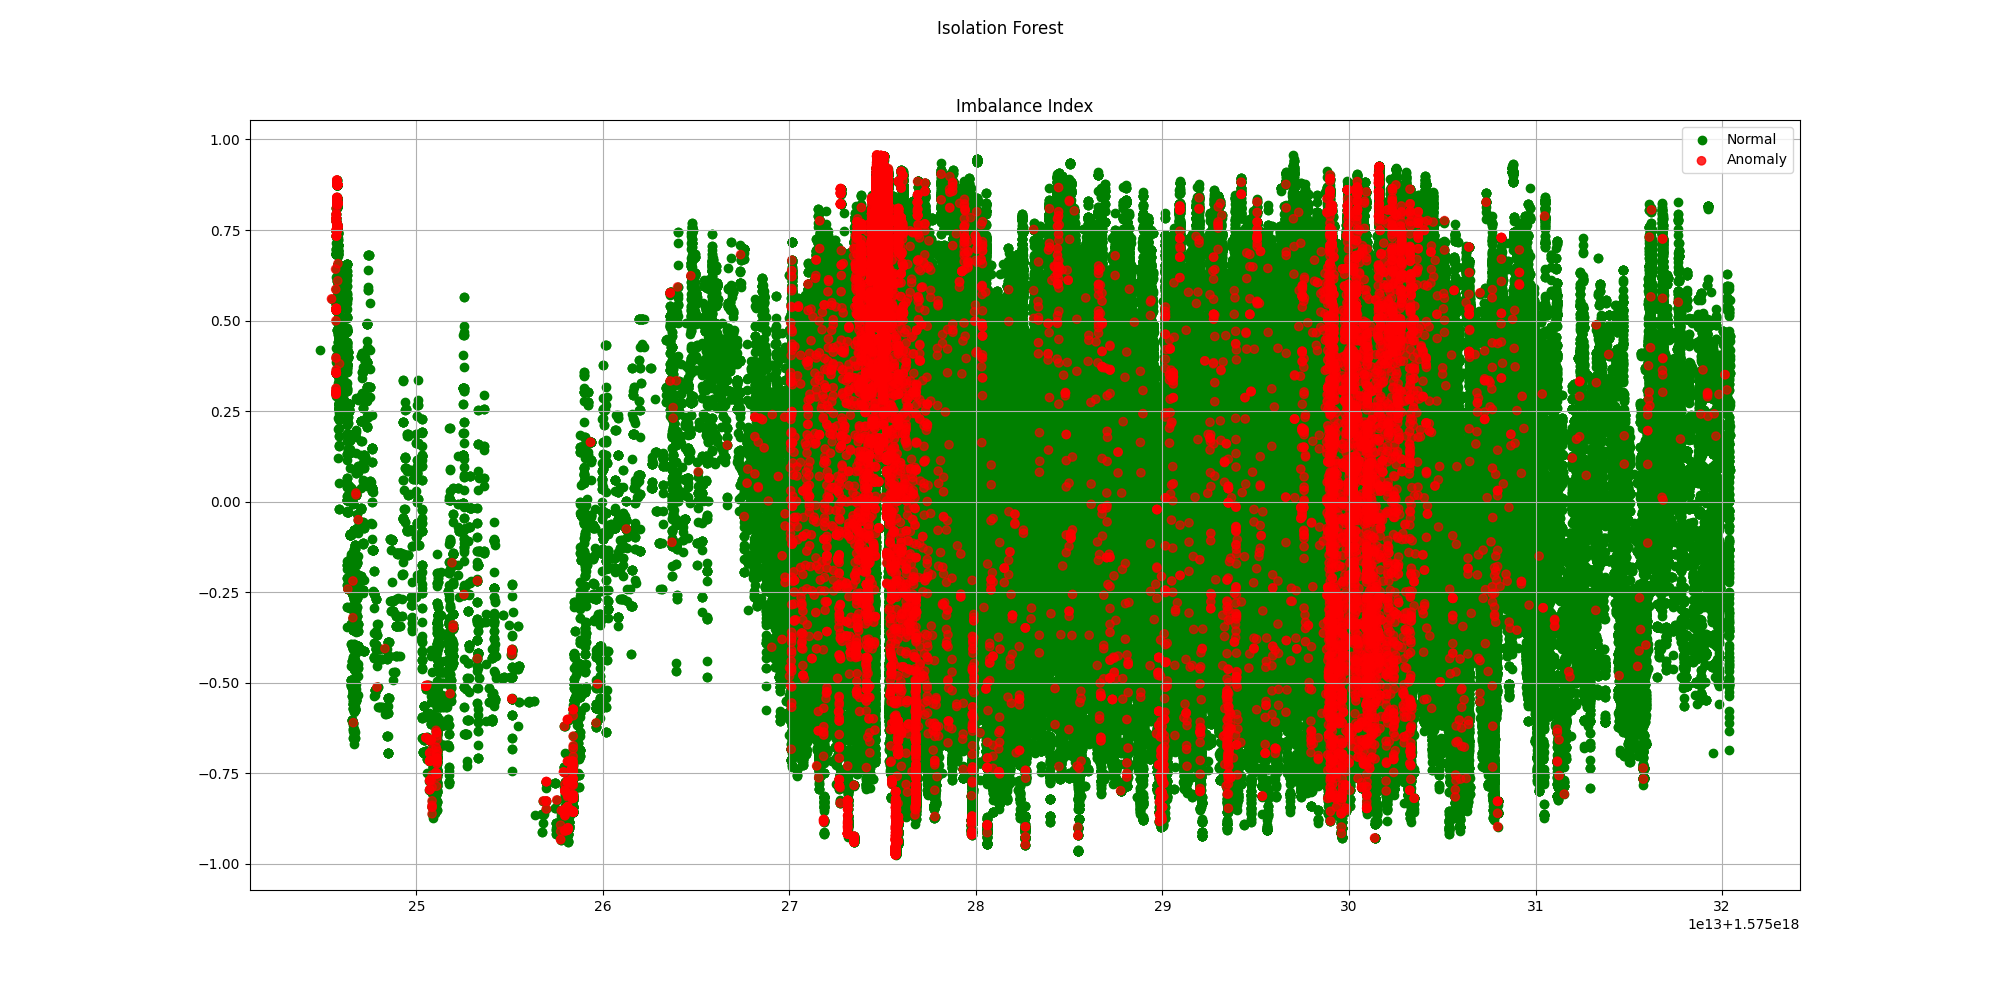 Isolation Forest
Imbalance Index
Normal
Anomaly
1.00
0.75
0.50
0.25
0.00
−0.25
−0.50
−0.75
−1.00
25 26 27 28 29 30 31 32
1e13+1.575e18